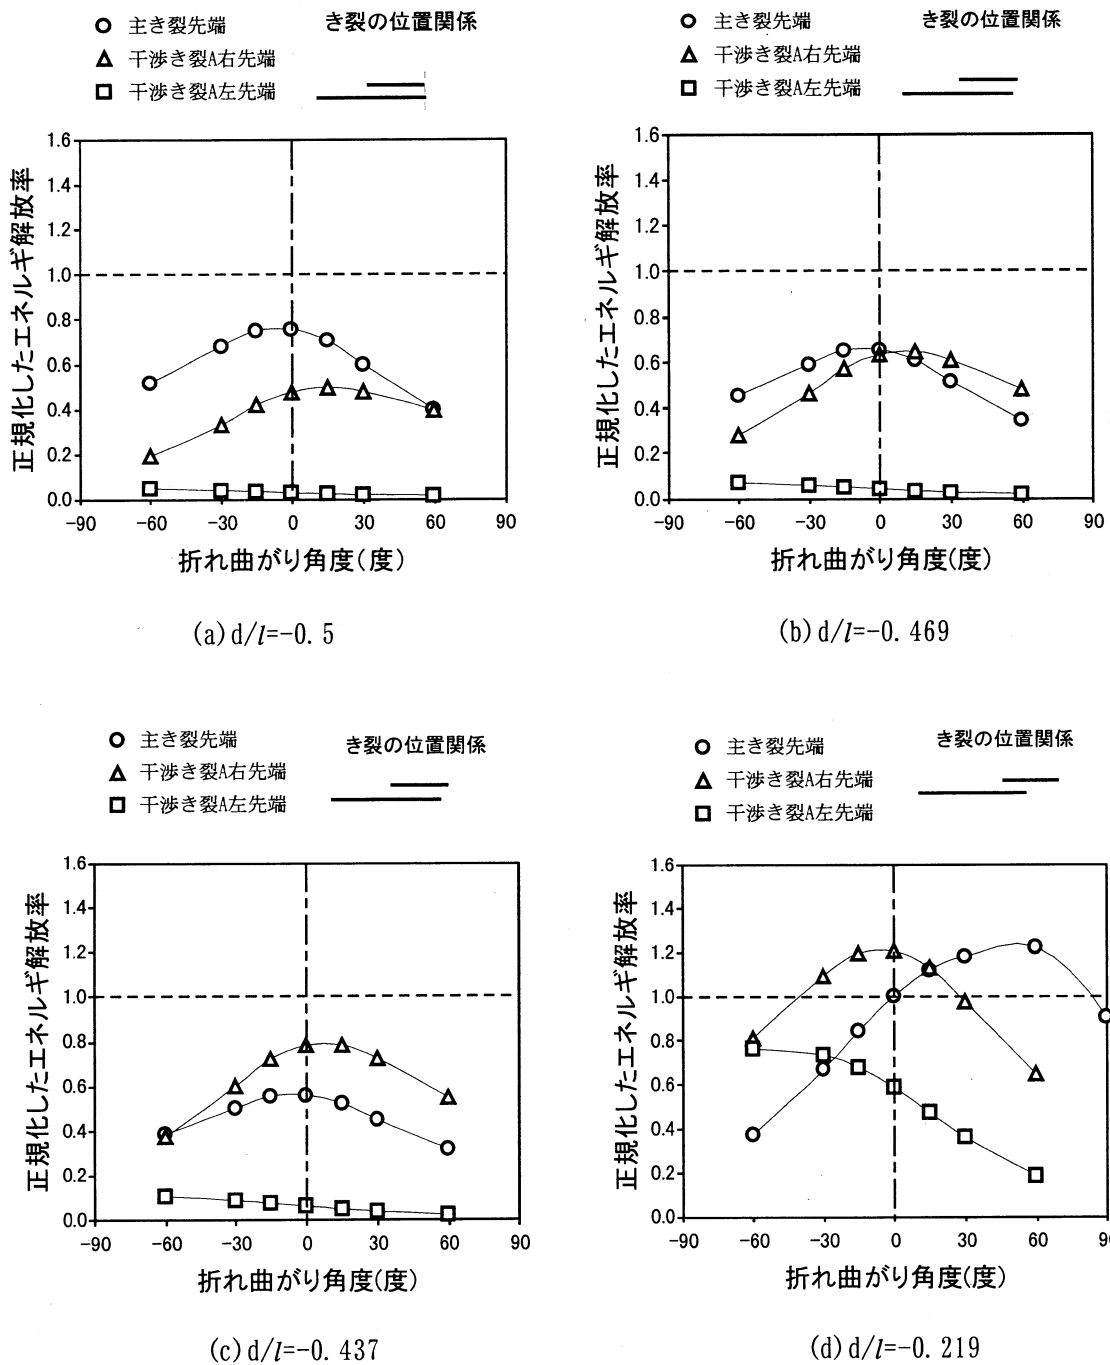 主き裂先端
き裂の位置関係
干渉き裂A右先端
干渉き裂A左先端
正規化したエネルギ解放率
1.6
1.4
1.2
1.0
0.8
0.6
0.4
0.2
0.0
-90 -60 -30 0 30 60 90
折れ曲がり角度(度)
(a)d/l=-0.5
主き裂先端
き裂の位置関係
干渉き裂A右先端
干渉き裂A左先端
正規化したエネルギ解放率
1.6
1.4
1.2
1.0
0.8
0.6
0.4
0.2
0.0
-90 -60 -30 0 30 60 90
折れ曲がり角度(度)
(b)d/l=-0.469
主き裂先端
き裂の位置関係
干渉き裂A右先端
干渉き裂A左先端
正規化したエネルギ解放率
1.6
1.4
1.2
1.0
0.8
0.6
0.4
0.2
0.0
-90 -60 -30 0 30 60 90
折れ曲がり角度(度)
(c)d/l=-0.437
主き裂先端
き裂の位置関係
干渉き裂A右先端
干渉き裂A左先端
正規化したエネルギ解放率
1.6
1.4
1.2
1.0
0.8
0.6
0.4
0.2
0.0
-90 -60 -30 0 30 60 90
折れ曲がり角度(度)
(d)d/l=-0.219